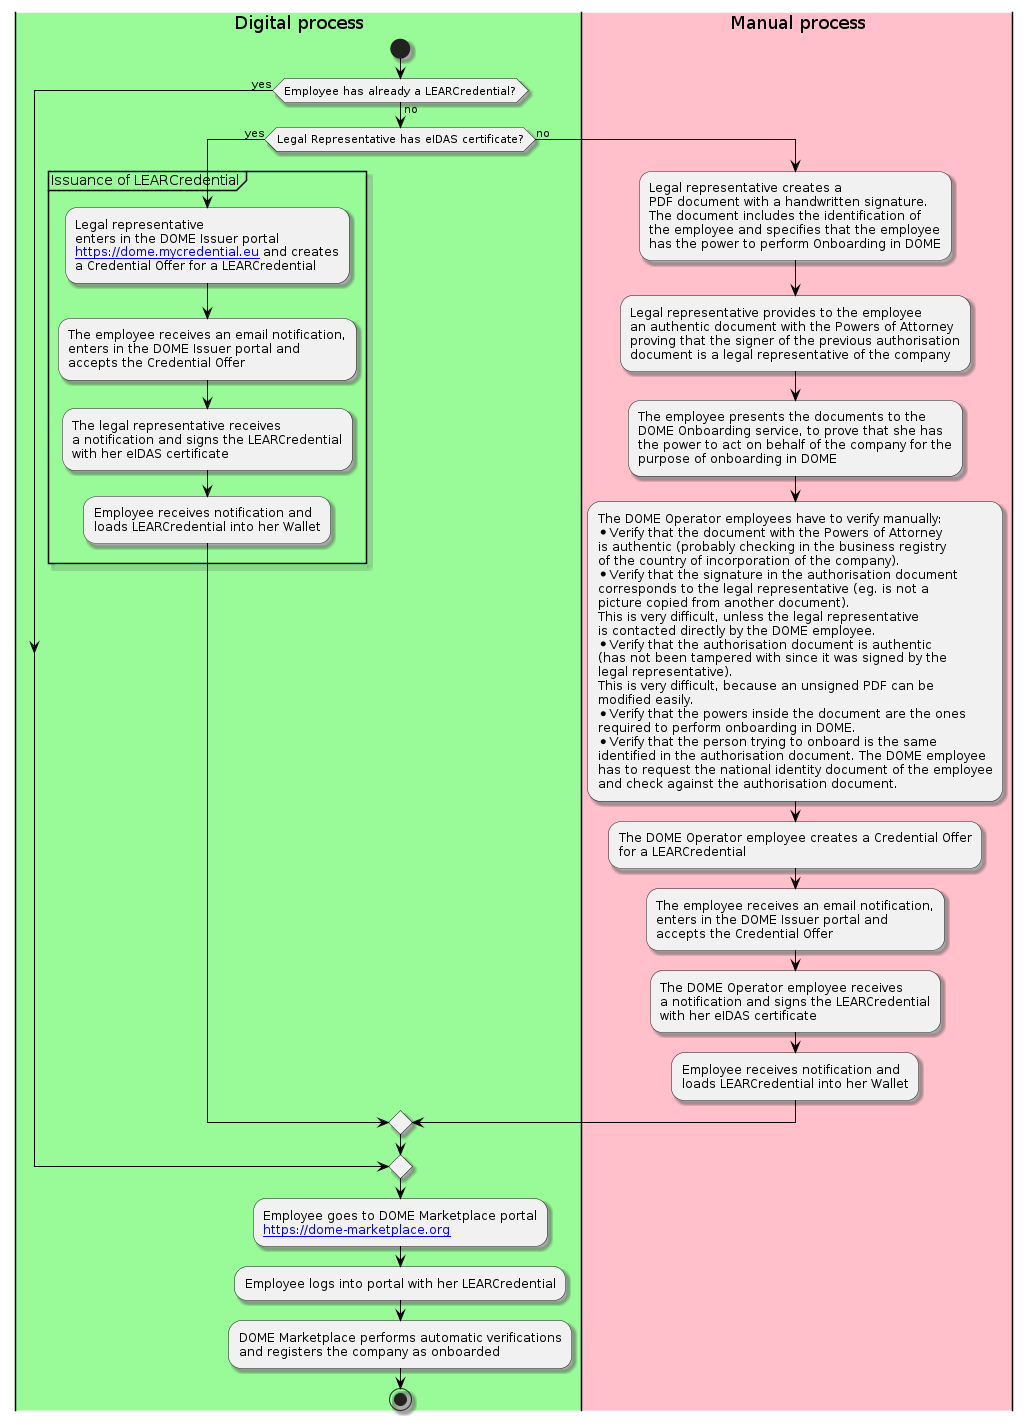 Digital process
Manual process
Employee has already a LEARCredential?
yes
no
Legal Representative has eIDAS certificate?
yes
no
Issuance of LEARCredential
Legal representative
enters in the DOME Issuer portal
https://dome.mycredential.eu and creates
a Credential Offer for a LEARCredential
The employee receives an email notification,
enters in the DOME Issuer portal and
accepts the Credential Offer
The legal representative receives
a notification and signs the LEARCredential
with her eIDAS certificate
Employee receives notification and
loads LEARCredential into her Wallet
Legal representative creates a
PDF document with a handwritten signature.
The document includes the identification of
the employee and specifies that the employee
has the power to perform Onboarding in DOME
Legal representative provides to the employee
an authentic document with the Powers of Attorney
proving that the signer of the previous authorisation
document is a legal representative of the company
The employee presents the documents to the
DOME Onboarding service, to prove that she has
the power to act on behalf of the company for the
purpose of onboarding in DOME
The DOME Operator employees have to verify manually:
• Verify that the document with the Powers of Attorney
is authentic (probably checking in the business registry
of the country of incorporation of the company).
• Verify that the signature in the authorisation document
corresponds to the legal representative (eg. is not a
picture copied from another document).
This is very difficult, unless the legal representative
is contacted directly by the DOME employee.
• Verify that the authorisation document is authentic
(has not been tampered with since it was signed by the
legal representative).
This is very difficult, because an unsigned PDF can be
modified easily.
• Verify that the powers inside the document are the ones
required to perform onboarding in DOME.
• Verify that the person trying to onboard is the same
identified in the authorisation document. The DOME employee
has to request the national identity document of the employee
and check against the authorisation document.
The DOME Operator employee creates a Credential Offer
for a LEARCredential
The employee receives an email notification,
enters in the DOME Issuer portal and
accepts the Credential Offer
The DOME Operator employee receives
a notification and signs the LEARCredential
with her eIDAS certificate
Employee receives notification and
loads LEARCredential into her Wallet
Employee goes to DOME Marketplace portal
https://dome-marketplace.org
Employee logs into portal with her LEARCredential
DOME Marketplace performs automatic verifications
and registers the company as onboarded